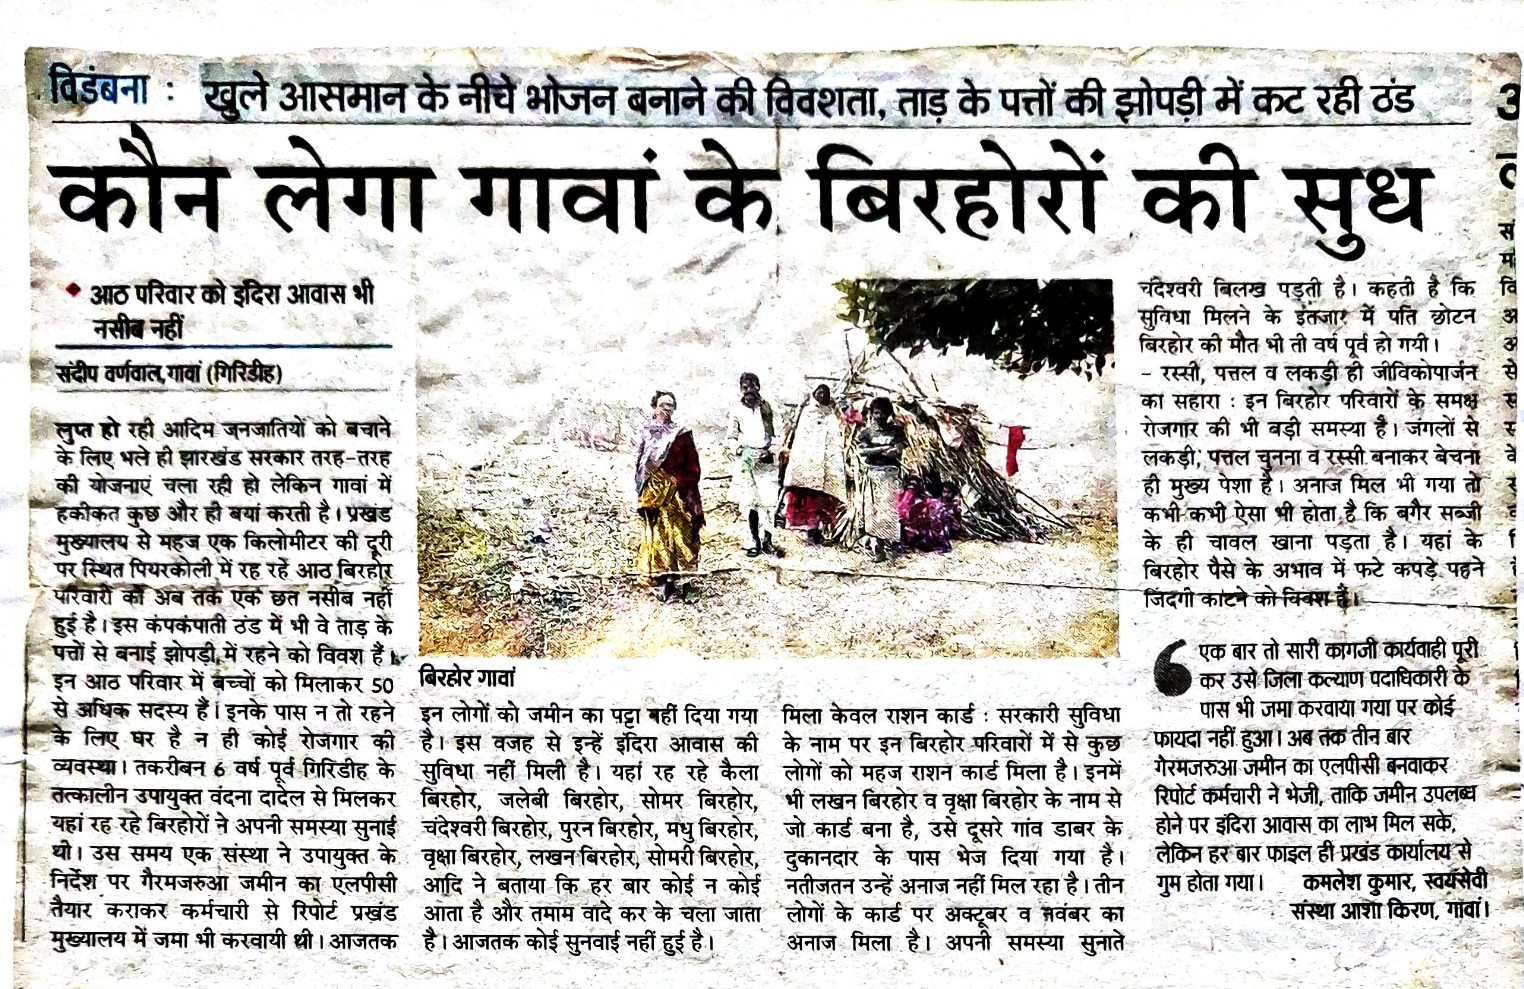 विडंबना : खुले आसमान के नीचे भोजन बनाने की विवशता, ताड़ के पत्तों की झोपड़ी में कट रही ठंड
कौन लेगा गावां के बिरहोरों की सुध
आठ परिवार को इंदिरा आवास भी
नसीब नहीं
संदीप वर्णवाल,गावां (गिरिडीह)
लुप्त हो रही आदिम जनजातियों को बचाने
के लिए भले ही झारखंड सरकार तरह-तरह
की योजनाएं चला रही हो लेकिन गावां में
हकीकत कुछ और ही बयां करती है। प्रखंड
मुख्यालय से महज एक किलोमीटर की दूरी
पर स्थित पियरकोली में रह रहें आठ बिरहोर
परिवारों को अब तक एक छत नसीब नहीं
हुई है। इस कंपकंपाती ठंड में भी वे ताड़ के
पत्तों से बनाई झोपड़ी में रहने को विवश हैं।
इन आठ परिवार में बच्चों को मिलाकर 50
से अधिक सदस्य हैं। इनके पास न तो रहने
के लिए घर है न ही कोई रोजगार की
व्यवस्था। तकरीबन 6 वर्ष पूर्व गिरिडीह के
तत्कालीन उपायुक्त वंदना दादेल से मिलकर
यहां रह रहे बिरहोरों ने अपनी समस्या सुनाई
थी। उस समय एक संस्था ने उपायुक्त के
निर्देश पर गैरमजरुआ जमीन का एलपीसी
तैयार कराकर कर्मचारी से रिपोर्ट प्रखंड
मुख्यालय में जमा भी करवायी थी। आजतक
बिरहोर गावां
इन लोगों को जमीन का पट्टा नहीं दिया गया
है। इस वजह से इन्हें इंदिरा आवास की
सुविधा नहीं मिली है। यहां रह रहे कैला
बिरहोर, जलेबी बिरहोर, सोमर बिरहोर,
चंदेश्वरी बिरहोर, पुरन बिरहोर, मधु बिरहोर,
वृक्षा बिरहोर, लखन बिरहोर, सोमरी बिरहोर,
आदि ने बताया कि हर बार कोई न कोई
आता है और तमाम वादे कर के चला जाता
है। आजतक कोई सुनवाई नहीं हुई है।
मिला केवल राशन कार्ड : सरकारी सुविधा
के नाम पर इन बिरहोर परिवारों में से कुछ
लोगों को महज राशन कार्ड मिला है। इनमें
भी लखन बिरहोर व वृक्षा बिरहोर के नाम से
जो कार्ड बना है, उसे दूसरे गांव डाबर के
दुकानदार के पास भेज दिया गया है।
नतीजतन उन्हें अनाज नहीं मिल रहा है। तीन
लोगों के कार्ड पर अक्टूबर व नवंबर का
अनाज मिला है। अपनी समस्या सुनाते
चंदेश्वरी बिलख पड़ती है। कहती है कि
सुविधा मिलने के इंतजार में पति छोटन
बिरहोर की मौत भी ती वर्ष पूर्व हो गयी।
- रस्सी, पत्तल व लकड़ी ही जीविकोपार्जन
का सहारा : इन बिरहोर परिवारों के समक्ष
रोजगार की भी बड़ी समस्या है। जंगलों से
लकड़ी, पत्तल चुनना व रस्सी बनाकर बेचना
ही मुख्य पेशा है। अनाज मिल भी गया तो
कभी कभी ऐसा भी होता है कि बगैर सब्जी
के ही चावल खाना पड़ता है। यहां के
बिरहोर पैसे के अभाव में फटे कपड़े पहने
जिंदगी काटने को विवश हैं।
एक बार तो सारी कागजी कार्यवाही पूरी
कर उसे जिला कल्याण पदाधिकारी के
पास भी जमा करवाया गया पर कोई
फायदा नहीं हुआ। अब तक तीन बार
गैरमजरुआ जमीन का एलपीसी बनवाकर
रिपोर्ट कर्मचारी ने भेजी, ताकि जमीन उपलब्ध
होने पर इंदिरा आवास का लाभ मिल सके,
लेकिन हर बार फाइल ही प्रखंड कार्यालय से
गुम होता गया। कमलेश कुमार, स्वयंसेवी
संस्था आशा किरण, गावां।